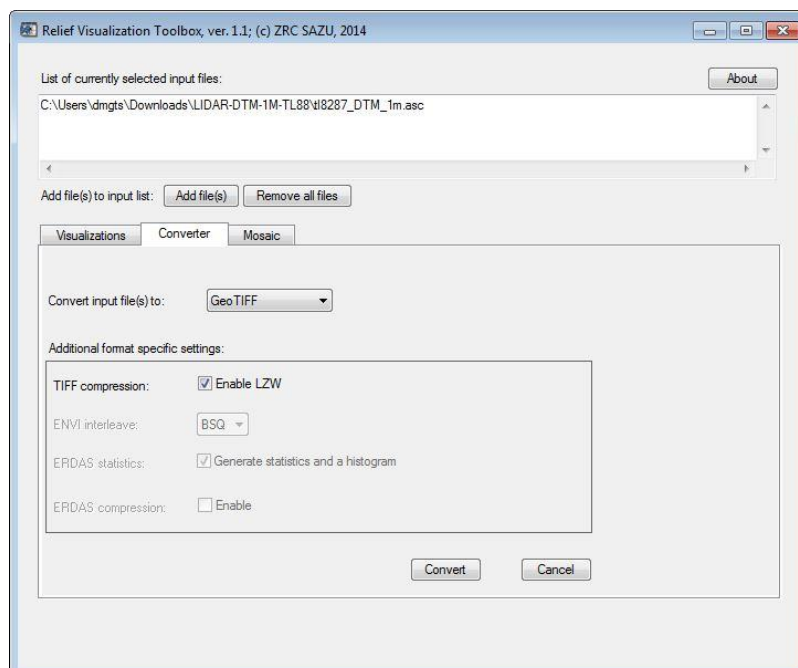 Relief Visualization Toolbox, ver. 1.1; (c) ZRC SAZU, 2014
List of currently selected input files:
About
C:\Users\dmgts\Downloads\LIDAR-DTM-1M-TL88\tl8287_DTM_1m.asc
Add file(s) to input list: Add file(s) Remove all files
Visualizations Converter Mosaic
Convert input file(s) to: GeoTIFF
Additional format specific settings:
TIFF compression: Enable LZW
ENVI interleave: BSQ
ERDAS statistics: Generate statistics and a histogram
ERDAS compression: Enable
Convert Cancel